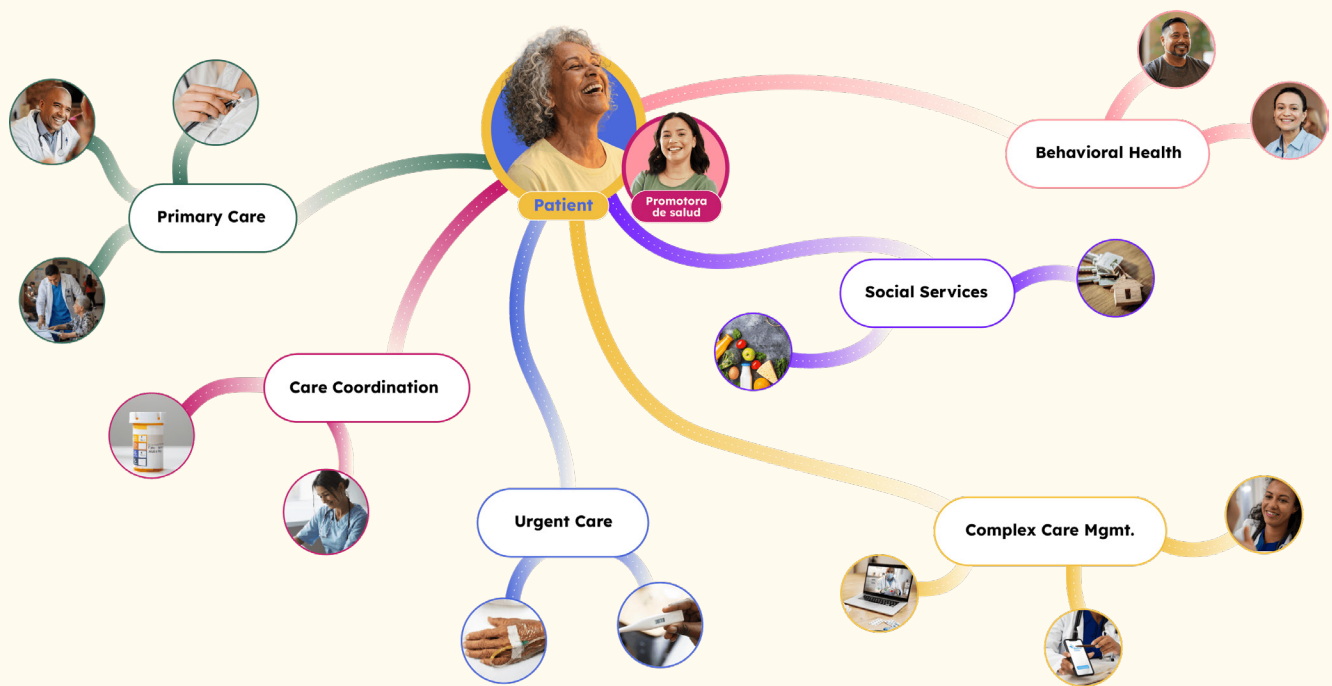 Patient
Promotora
de salud
Behavioral Health
Primary Care
Social Services
Care Coordination
Urgent Care
Complex Care Mgmt.